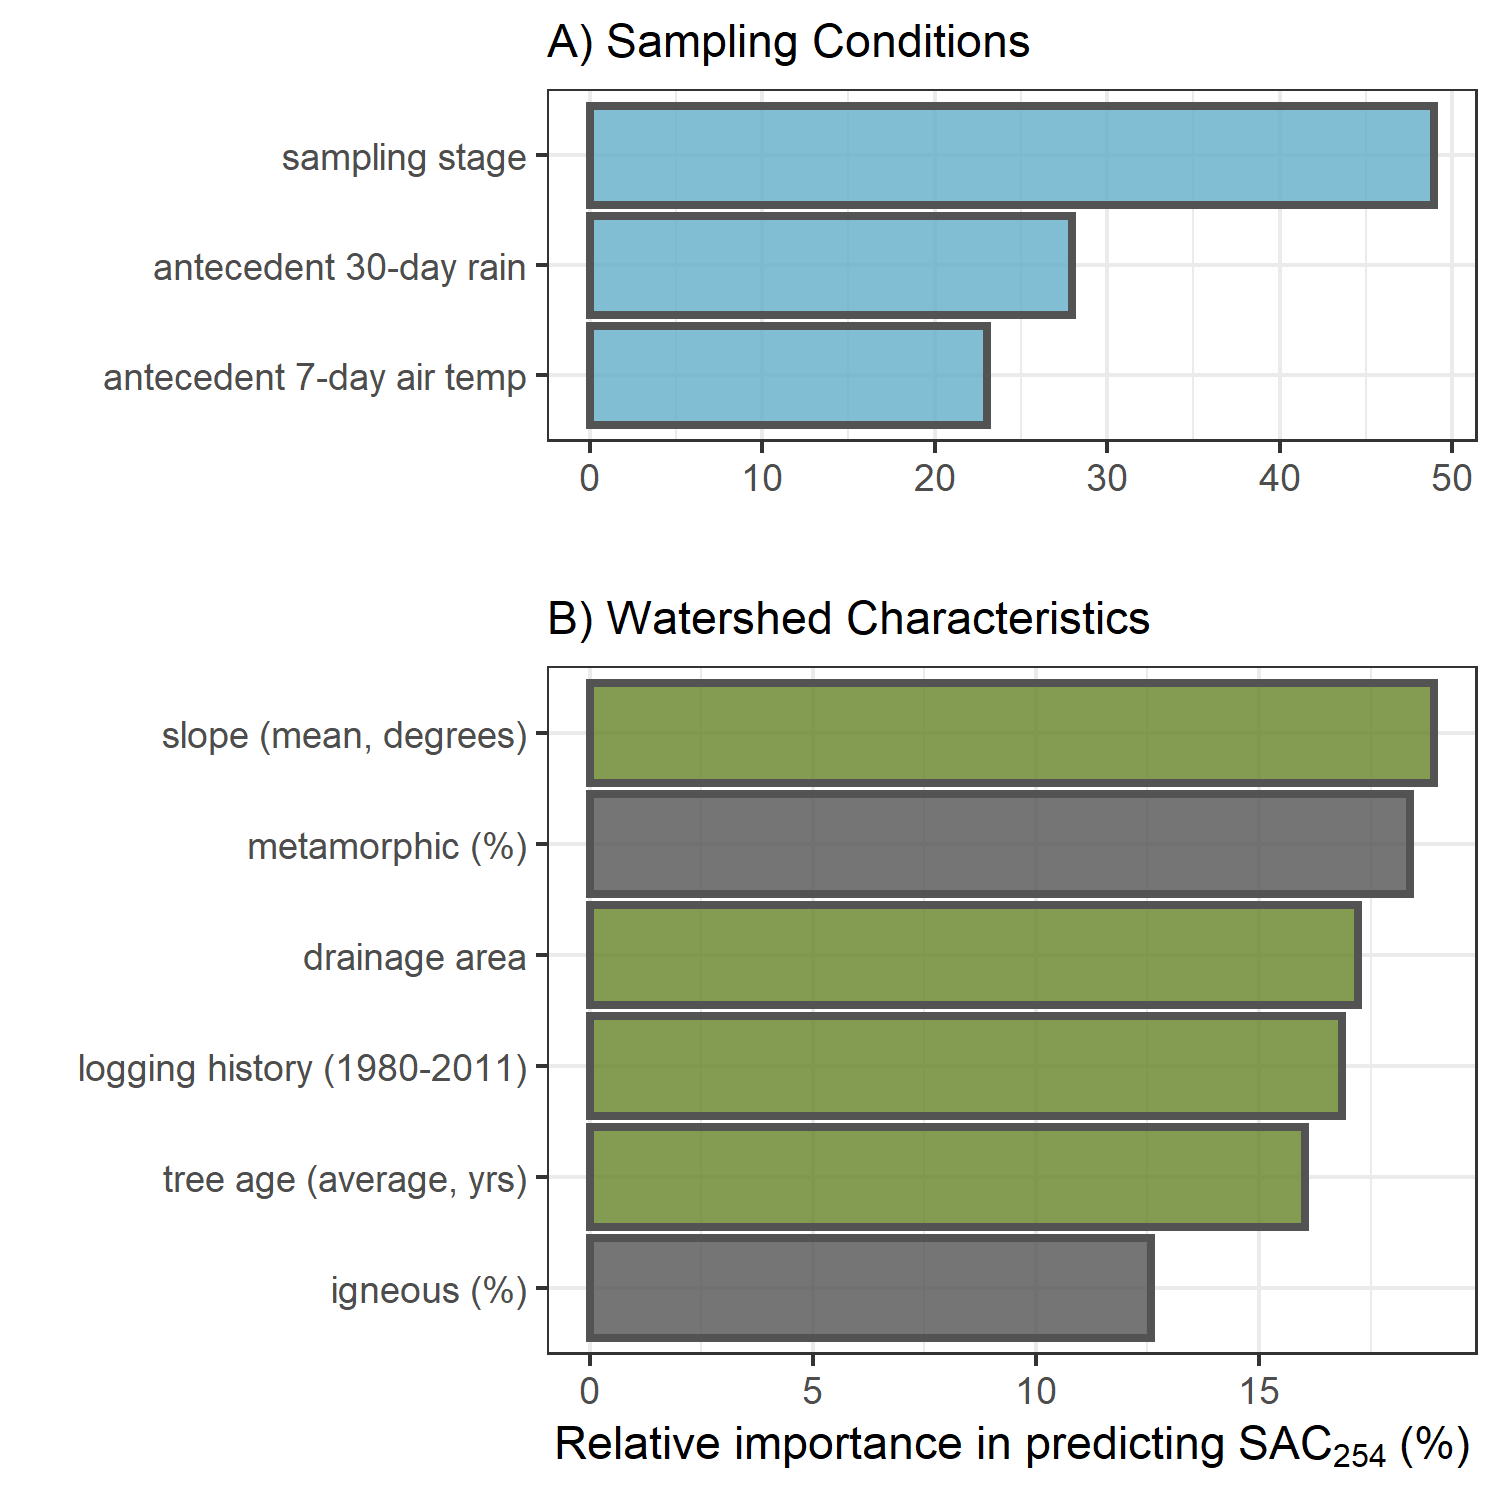 A) Sampling Conditions
sampling stage
antecedent 30-day rain
antecedent 7-day air temp
0 10 20 30 40 50
B) Watershed Characteristics
slope (mean, degrees)
metamorphic (%)
drainage area
logging history (1980-2011)
tree age (average, yrs)
igneous (%)
0 5 10 15
Relative importance in predicting SAC₂₅₄ (%)